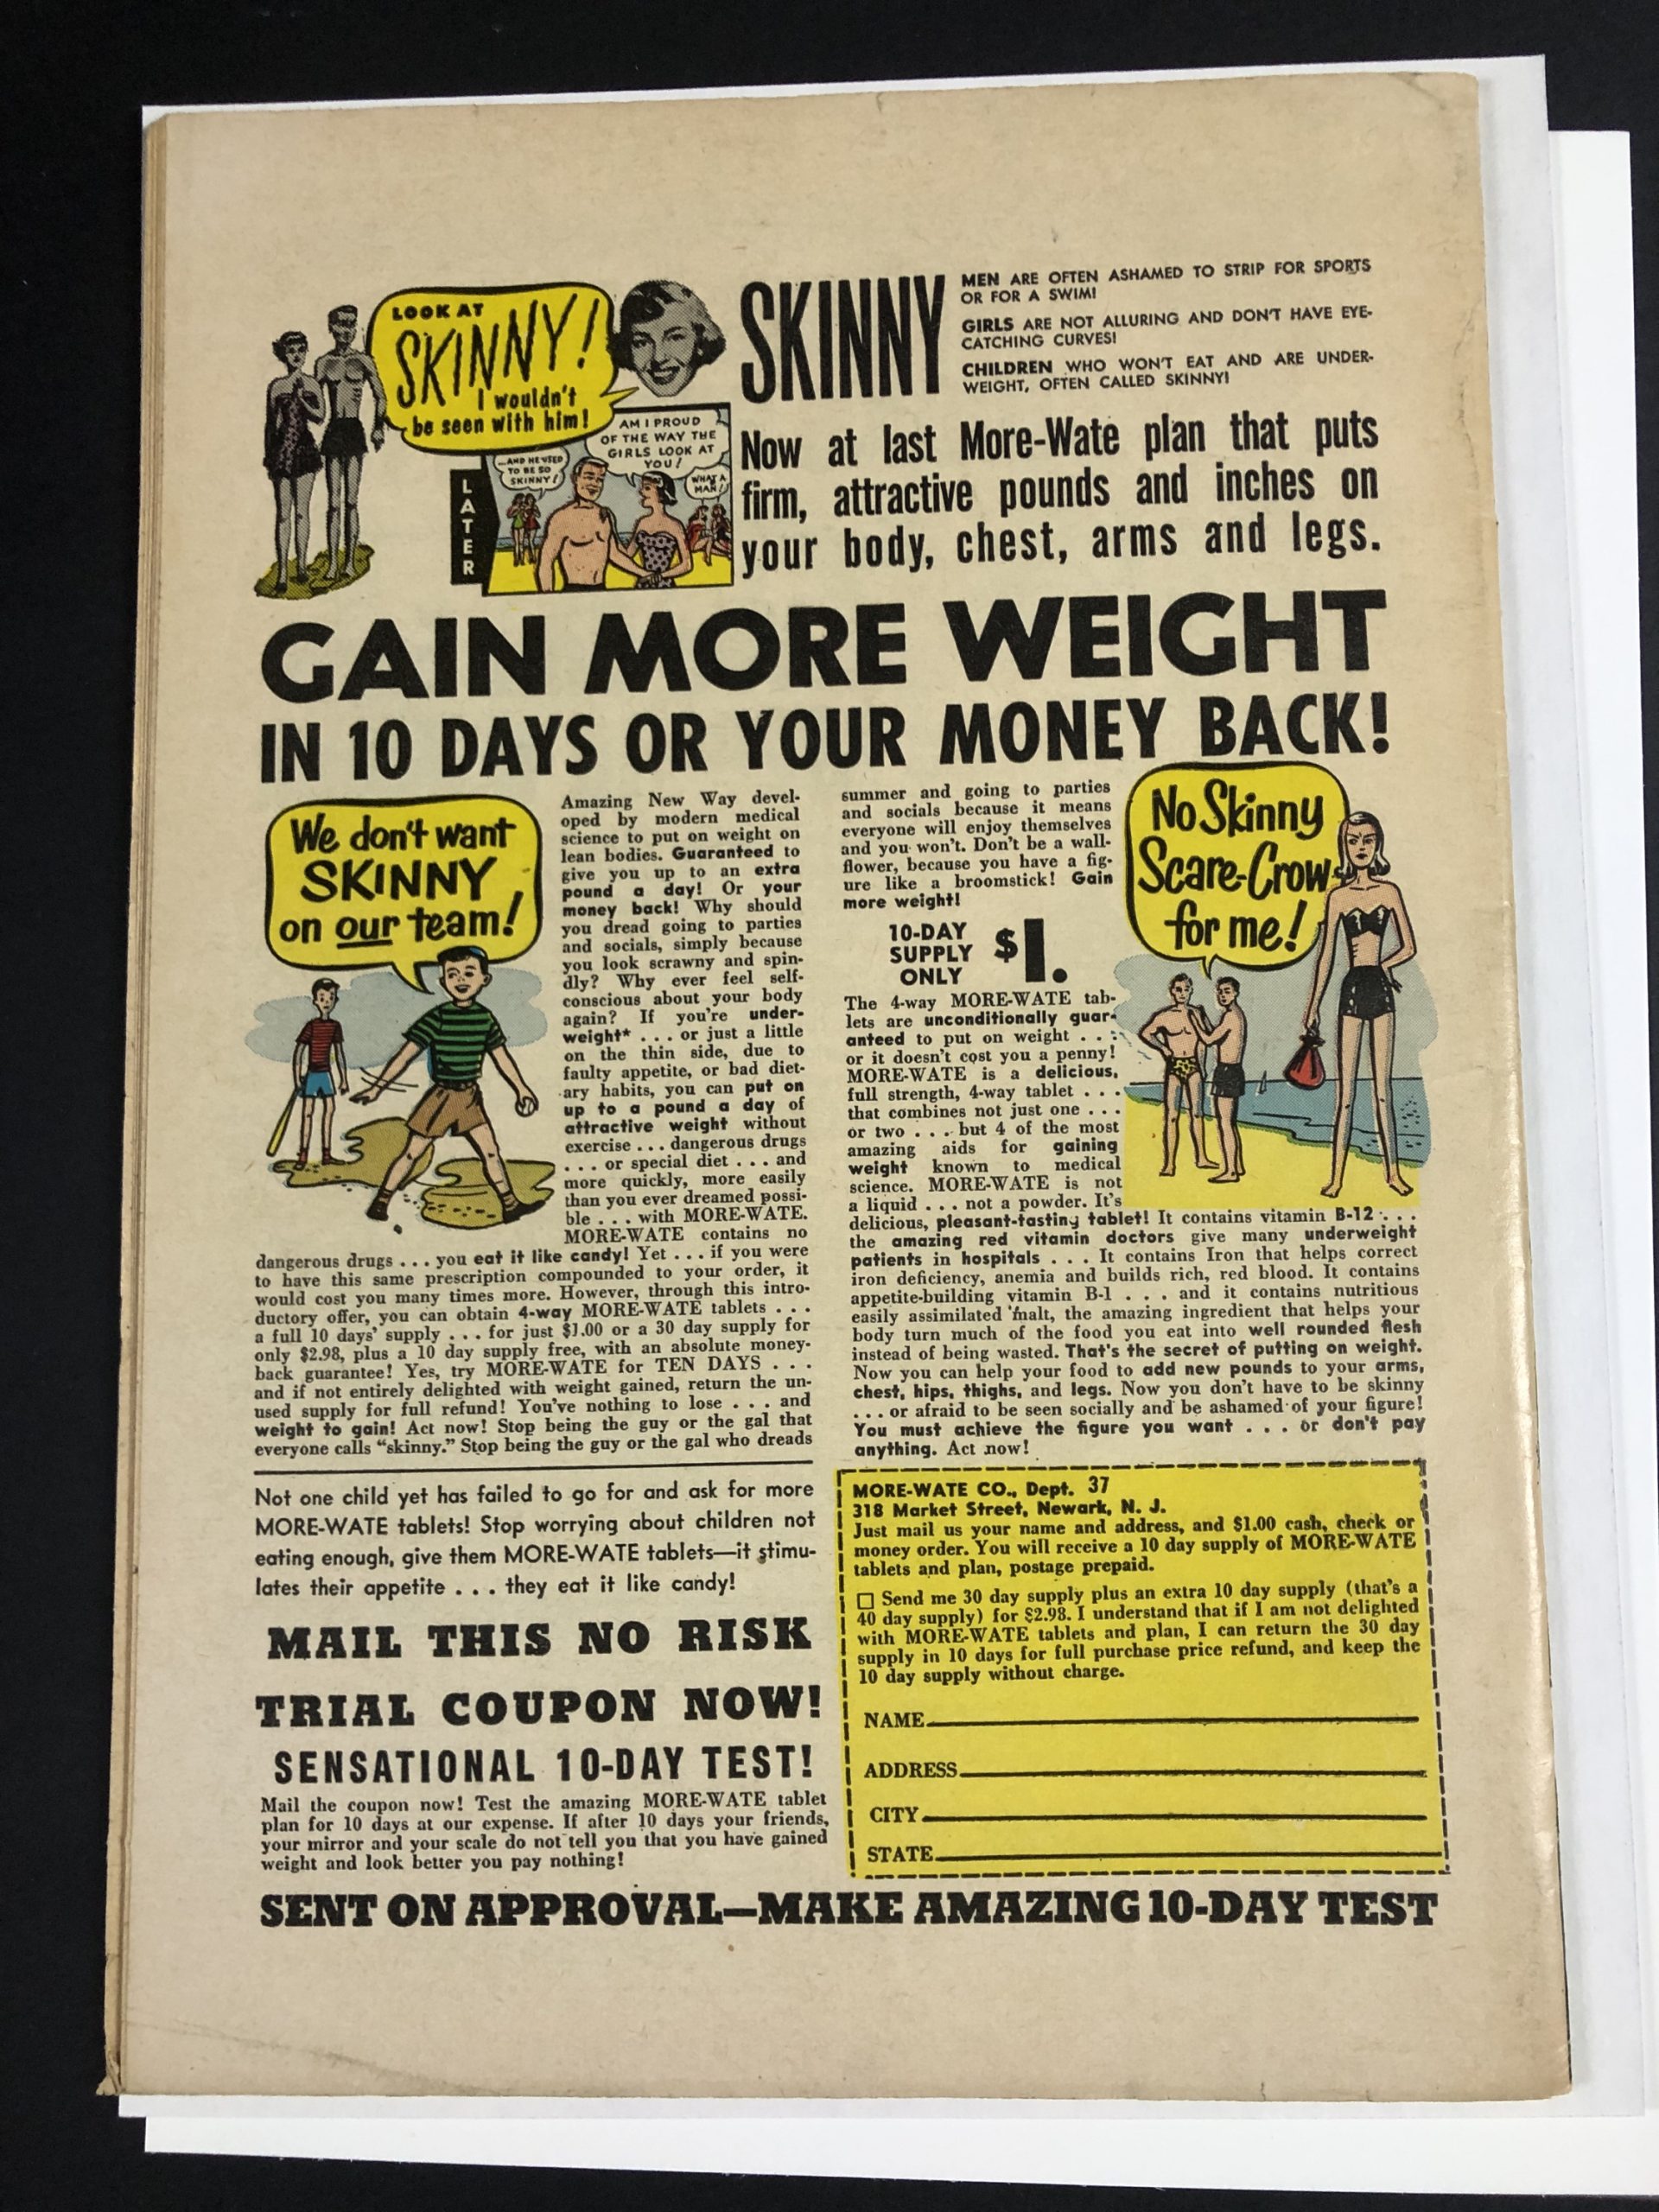 LOOK AT
SKINNY!
I wouldn't
be seen with him!
LATER
...AND HE USED
TO BE SO
SKINNY!
AM I PROUD
OF THE WAY THE
GIRLS LOOK AT
YOU!
WHAT A
MAN!
SKINNY
MEN ARE OFTEN ASHAMED TO STRIP FOR SPORTS
OR FOR A SWIM!
GIRLS ARE NOT ALLURING AND DON'T HAVE EYE-
CATCHING CURVES!
CHILDREN WHO WON'T EAT AND ARE UNDER-
WEIGHT, OFTEN CALLED SKINNY!
Now at last More-Wate plan that puts
firm, attractive pounds and inches on
your body, chest, arms and legs.
GAIN MORE WEIGHT
IN 10 DAYS OR YOUR MONEY BACK!
We don't want
SKINNY
on our team!
Amazing New Way devel-
oped by modern medical
science to put on weight on
lean bodies. Guaranteed to
give you up to an extra
pound a day! Or your
money back! Why should
you dread going to parties
and socials, simply because
you look scrawny and spin-
dly? Why ever feel self-
conscious about your body
again? If you're under-
weight* . . . or just a little
on the thin side, due to
faulty appetite, or bad diet-
ary habits, you can put on
up to a pound a day of
attractive weight without
exercise . . . dangerous drugs
. . . or special diet . . . and
more quickly, more easily
than you ever dreamed possi-
ble . . . with MORE-WATE.
MORE-WATE contains no
dangerous drugs . . . you eat it like candy! Yet . . . if you were
to have this same prescription compounded to your order, it
would cost you many times more. However, through this intro-
ductory offer, you can obtain 4-way MORE-WATE tablets . . .
a full 10 days' supply . . . for just $1.00 or a 30 day supply for
only $2.98, plus a 10 day supply free, with an absolute money-
back guarantee! Yes, try MORE-WATE for TEN DAYS . . .
and if not entirely delighted with weight gained, return the un-
used supply for full refund! You've nothing to lose . . . and
weight to gain! Act now! Stop being the guy or the gal that
everyone calls "skinny." Stop being the guy or the gal who dreads
summer and going to parties
and socials because it means
everyone will enjoy themselves
and you won't. Don't be a wall-
flower, because you have a fig-
ure like a broomstick! Gain
more weight!
10-DAY
SUPPLY
ONLY
$1.
No Skinny
Scare-Crow
for me!
The 4-way MORE-WATE tab-
lets are unconditionally guar-
anteed to put on weight . . .
or it doesn't cost you a penny!
MORE-WATE is a delicious,
full strength, 4-way tablet . . .
that combines not just one . . .
or two . . . but 4 of the most
amazing aids for gaining
weight known to medical
science. MORE-WATE is not
a liquid . . . not a powder. It's
delicious, pleasant-tasting tablet! It contains vitamin B-12 . . .
the amazing red vitamin doctors give many underweight
patients in hospitals . . . It contains Iron that helps correct
iron deficiency, anemia and builds rich, red blood. It contains
appetite-building vitamin B-1 . . . and it contains nutritious
easily assimilated malt, the amazing ingredient that helps your
body turn much of the food you eat into well rounded flesh
instead of being wasted. That's the secret of putting on weight.
Now you can help your food to add new pounds to your arms,
chest, hips, thighs, and legs. Now you don't have to be skinny
. . . or afraid to be seen socially and be ashamed of your figure!
You must achieve the figure you want . . . or don't pay
anything. Act now!
Not one child yet has failed to go for and ask for more
MORE-WATE tablets! Stop worrying about children not
eating enough, give them MORE-WATE tablets—it stimu-
lates their appetite . . . they eat it like candy!
MAIL THIS NO RISK
TRIAL COUPON NOW!
SENSATIONAL 10-DAY TEST!
Mail the coupon now! Test the amazing MORE-WATE tablet
plan for 10 days at our expense. If after 10 days your friends,
your mirror and your scale do not tell you that you have gained
weight and look better you pay nothing!
MORE-WATE CO., Dept. 37
318 Market Street, Newark, N. J.
Just mail us your name and address, and $1.00 cash, check or
money order. You will receive a 10 day supply of MORE-WATE
tablets and plan, postage prepaid.
☐ Send me 30 day supply plus an extra 10 day supply (that's a
40 day supply) for $2.98. I understand that if I am not delighted
with MORE-WATE tablets and plan, I can return the 30 day
supply in 10 days for full purchase price refund, and keep the
10 day supply without charge.
NAME
ADDRESS
CITY
STATE
SENT ON APPROVAL—MAKE AMAZING 10-DAY TEST